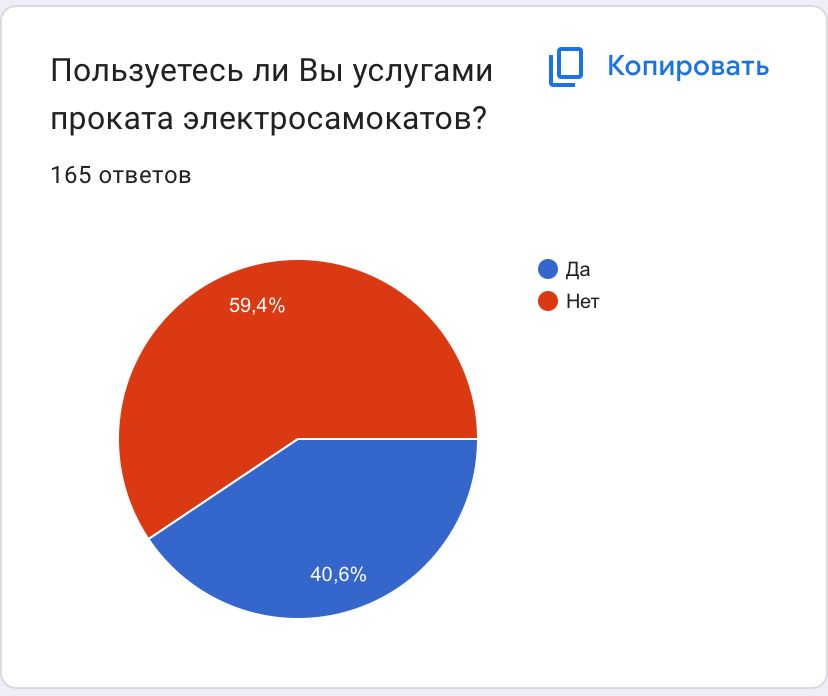 Пользуетесь ли Вы услугами
проката электросамокатов?
Копировать
165 ответов
Да
Нет
59,4%
40,6%